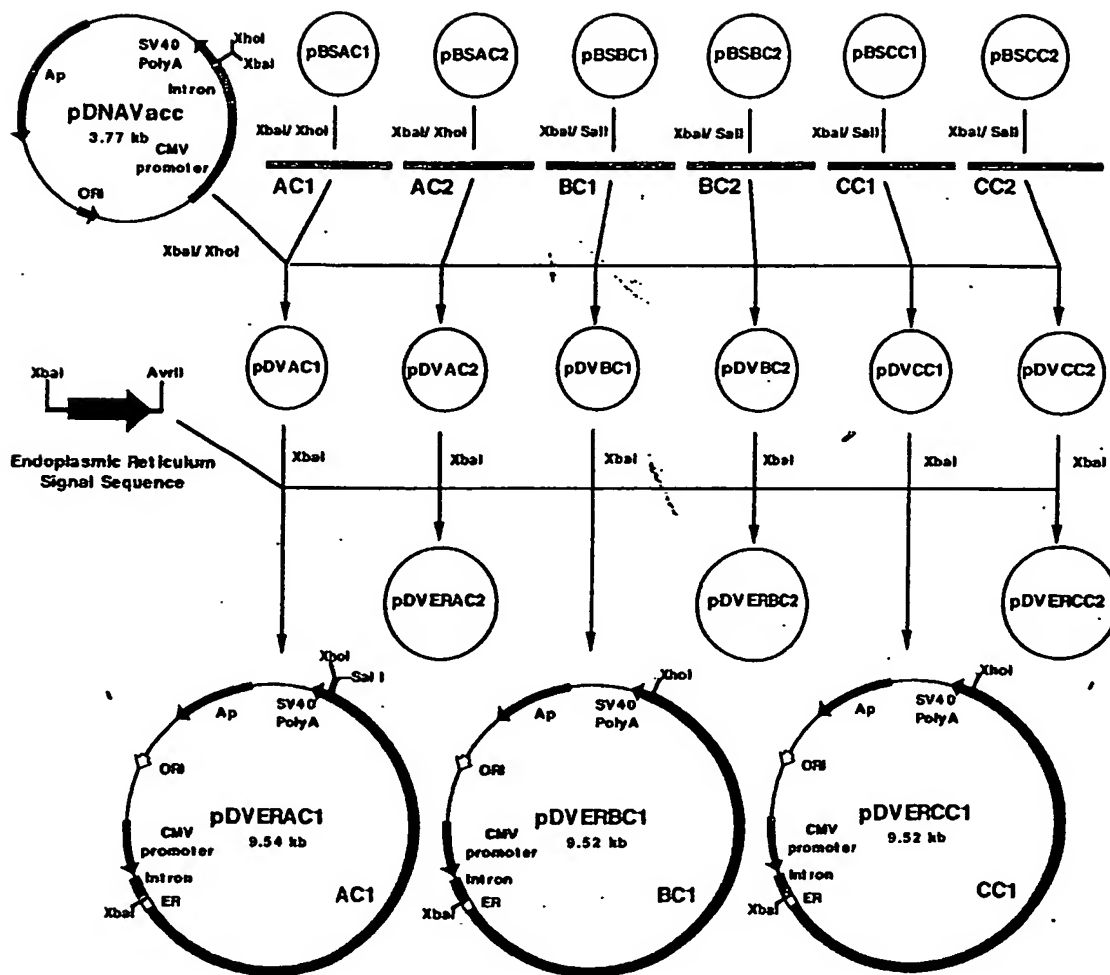 XhoI
XbaI
SV40
PolyA
Ap
Intron
pDNAVacc
3.77 kb
CMV
promoter
ORI
pBSAC1
pBSAC2
pBSBC1
pBSBC2
pBSCC1
pBSCC2
XbaI/ XhoI
XbaI/ XhoI
XbaI/ SalI
XbaI/ SalI
XbaI/ SalI
XbaI/ SalI
AC1
AC2
BC1
BC2
CC1
CC2
XbaI/ XhoI
pDVAC1
pDVAC2
pDVBC1
pDVBC2
pDVCC1
pDVCC2
XbaI
AvrII
Endoplasmic Reticulum
Signal Sequence
XbaI
XbaI
XbaI
XbaI
XbaI
XbaI
pDVERAC2
pDVERBC2
pDVERCC2
XhoI
SalI
SV40
PolyA
Ap
ORI
pDVERAC1
9.54 kb
CMV
promoter
Intron
ER
XbaI
AC1
XhoI
SV40
PolyA
Ap
ORI
pDVERBC1
9.52 kb
CMV
promoter
Intron
ER
XbaI
BC1
XhoI
SV40
PolyA
Ap
ORI
pDVERCC1
9.52 kb
CMV
promoter
Intron
ER
XbaI
CC1